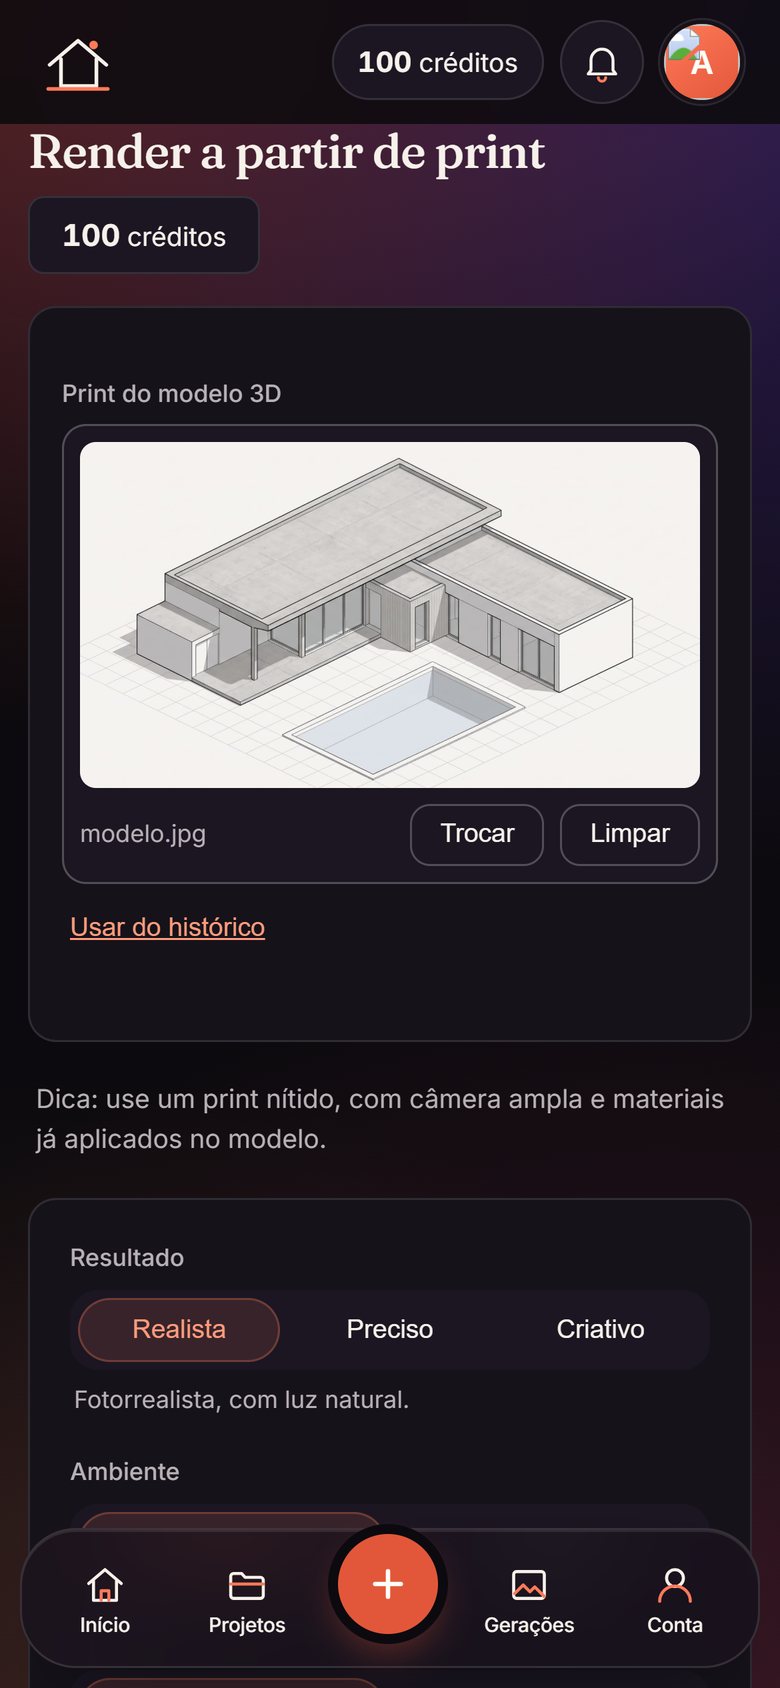 100 créditos
A
Render a partir de print
100 créditos
Print do modelo 3D
modelo.jpg
Trocar
Limpar
Usar do histórico
Dica: use um print nítido, com câmera ampla e materiais
já aplicados no modelo.
Resultado
Realista
Preciso
Criativo
Fotorrealista, com luz natural.
Ambiente
Início
Projetos
Gerações
Conta